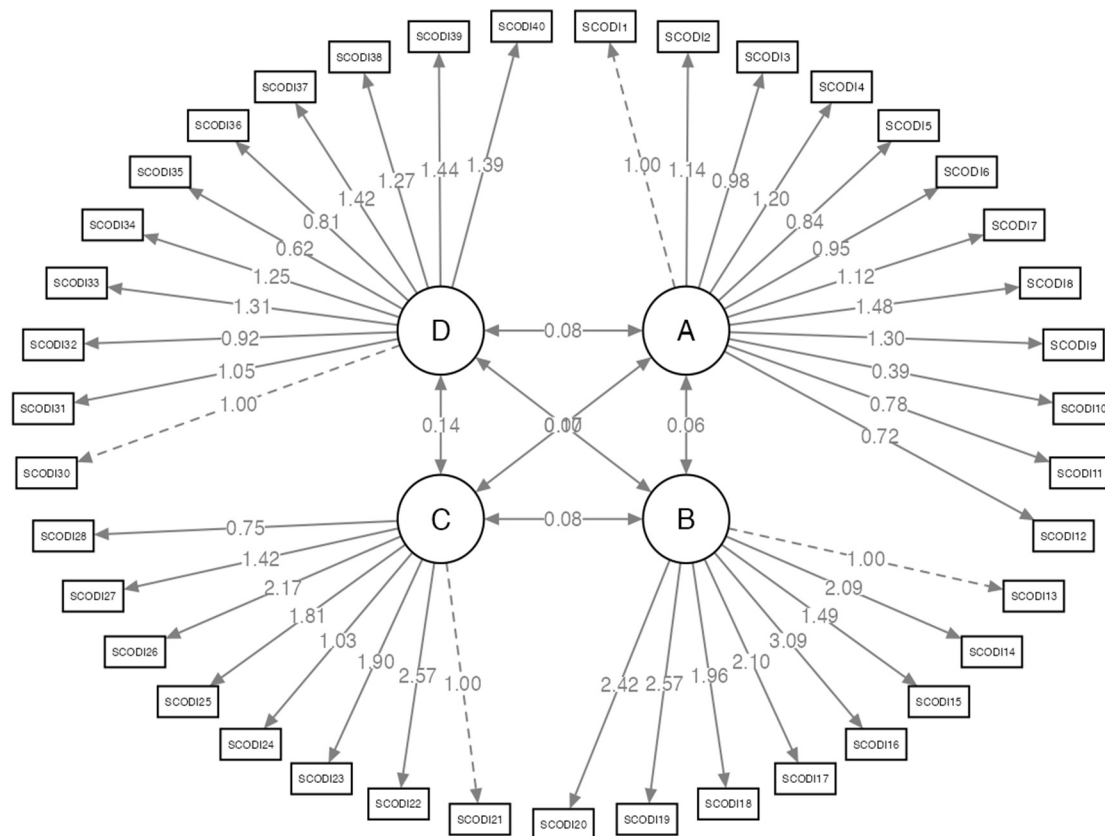 SCODI39
SCODI40
SCODI1
SCODI2
SCODI38
SCODI3
SCODI37
SCODI4
SCODI36
SCODI5
SCODI35
SCODI6
SCODI34
SCODI7
SCODI33
SCODI8
SCODI32
SCODI9
SCODI31
SCODI10
SCODI30
SCODI11
SCODI28
SCODI12
SCODI27
SCODI13
SCODI26
SCODI14
SCODI25
SCODI15
SCODI24
SCODI16
SCODI23
SCODI17
SCODI22
SCODI18
SCODI21
SCODI19
SCODI20
1.39
1.44
1.27
1.42
0.81
0.62
1.25
1.31
0.92
1.05
1.00
1.00
1.14
0.98
1.20
0.84
0.95
1.12
1.48
1.30
0.39
0.78
0.72
D
0.08
A
0.14
0.06
C
0.08
B
0.75
1.42
2.17
1.81
1.03
1.90
2.57
1.00
1.00
2.09
1.49
3.09
2.10
1.96
2.57
2.42